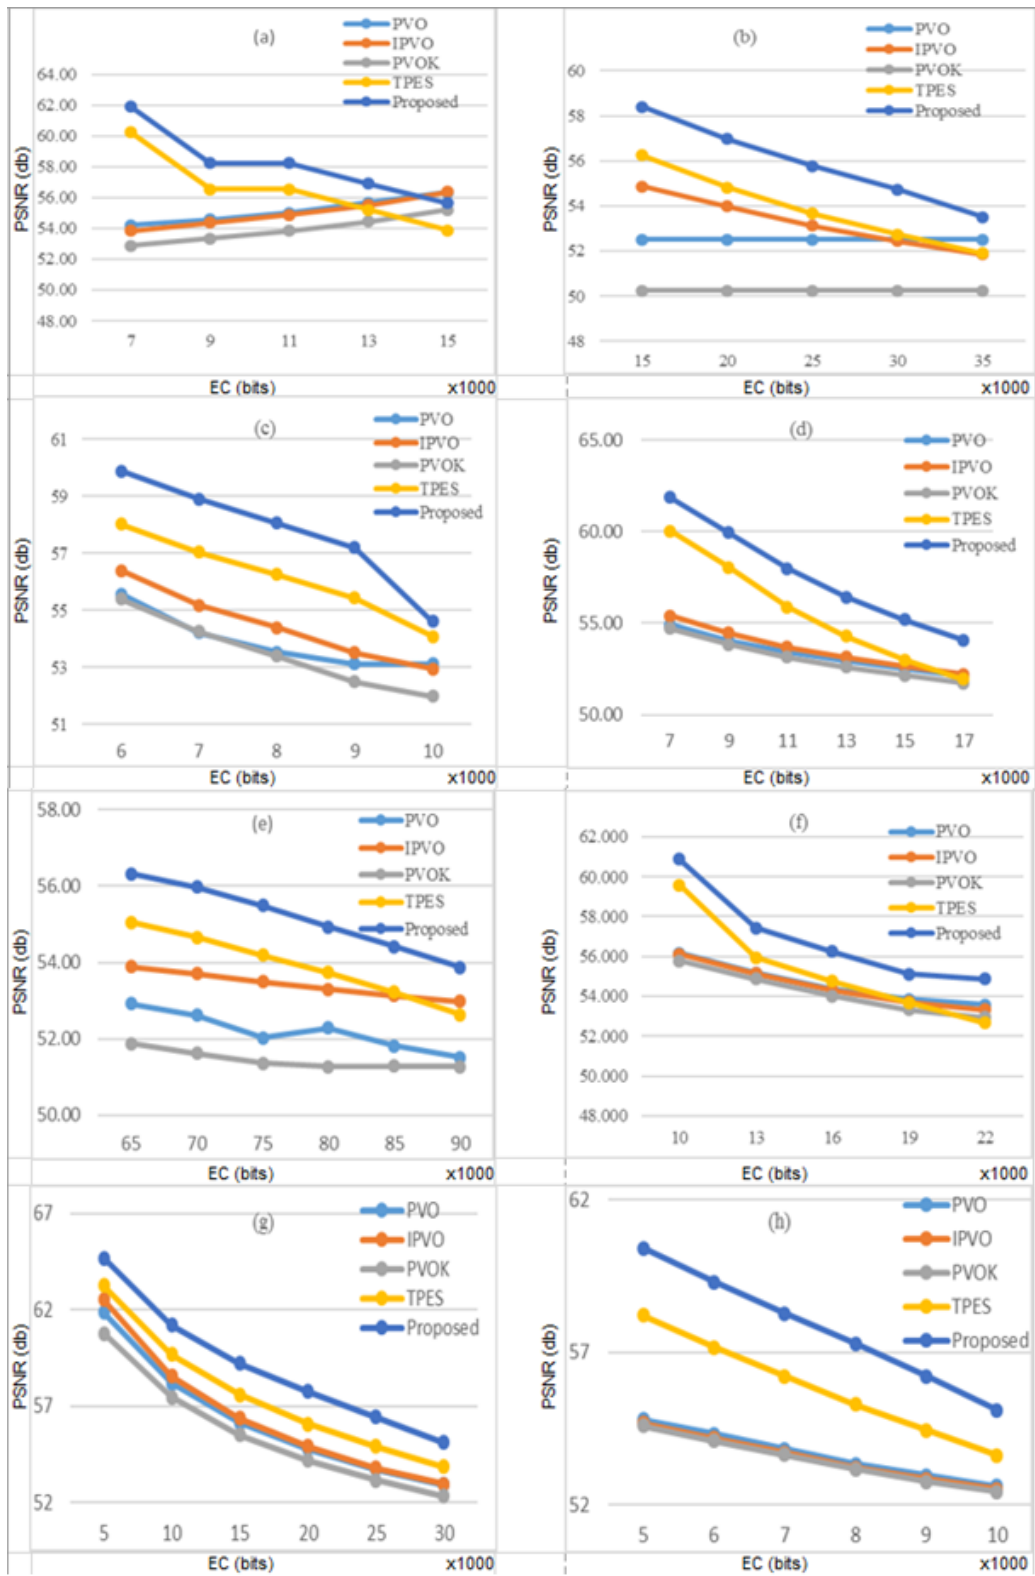 (a)
PVO
IPVO
PVOK
TPES
Proposed
PSNR (db)
64.00
62.00
60.00
58.00
56.00
54.00
52.00
50.00
48.00
7 9 11 13 15
EC (bits) x1000
(b)
PVO
IPVO
PVOK
TPES
Proposed
PSNR (db)
60
58
56
54
52
50
48
15 20 25 30 35
EC (bits) x1000
(c)
PVO
IPVO
PVOK
TPES
Proposed
PSNR (db)
61
59
57
55
53
51
6 7 8 9 10
EC (bits) x1000
(d)
PVO
IPVO
PVOK
TPES
Proposed
PSNR (db)
65.00
60.00
55.00
50.00
7 9 11 13 15 17
EC (bits) x1000
(e)
PVO
IPVO
PVOK
TPES
Proposed
PSNR (db)
58.00
56.00
54.00
52.00
50.00
65 70 75 80 85 90
EC (bits) x1000
(f)
PVO
IPVO
PVOK
TPES
Proposed
PSNR (db)
62.000
60.000
58.000
56.000
54.000
52.000
50.000
48.000
10 13 16 19 22
EC (bits) x1000
(g)
PVO
IPVO
PVOK
TPES
Proposed
PSNR (db)
67
62
57
52
5 10 15 20 25 30
EC (bits) x1000
(h)
PVO
IPVO
PVOK
TPES
Proposed
PSNR (db)
62
57
52
5 6 7 8 9 10
EC (bits) x1000